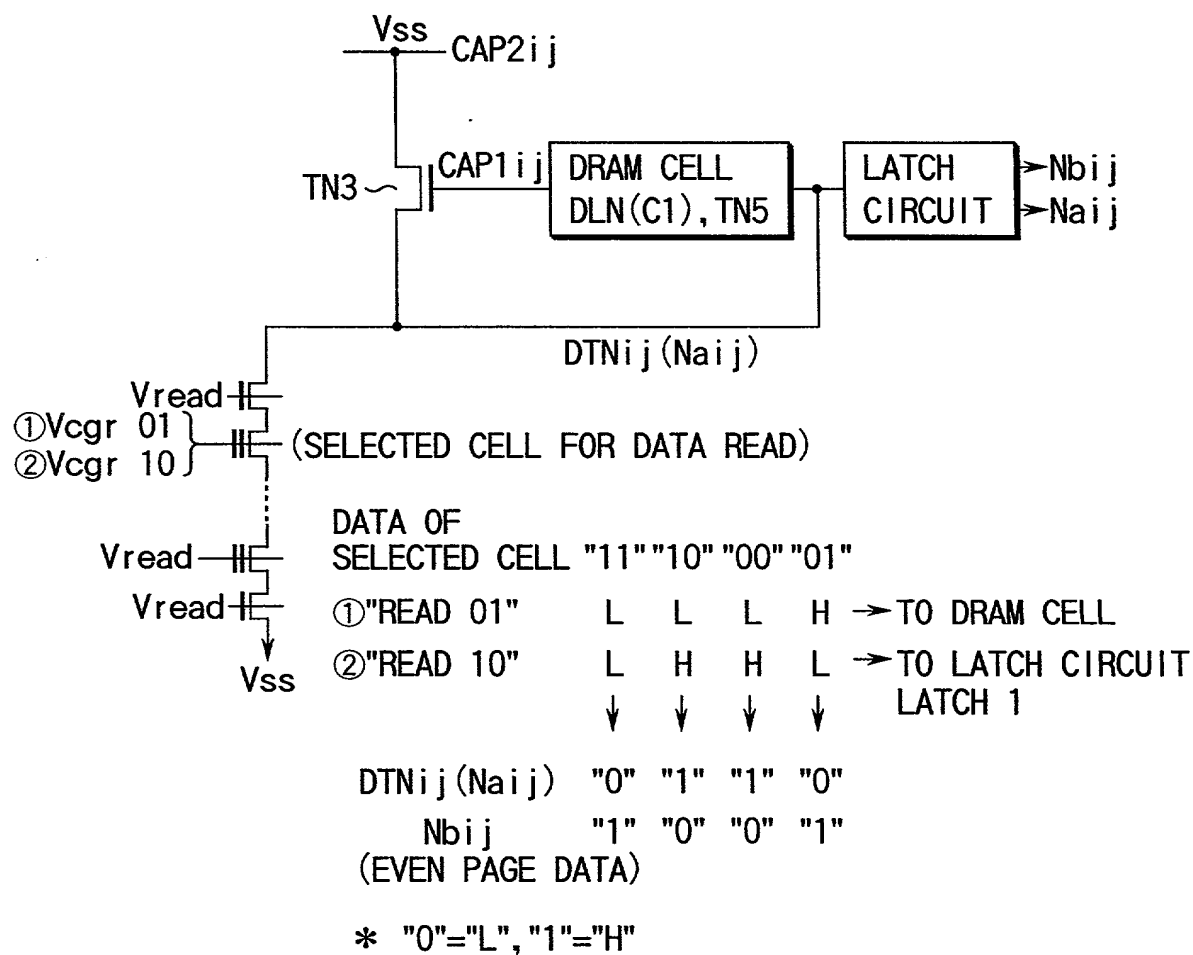 Vss
CAP2ij
TN3
CAP1ij
DRAM CELL
DLN(C1), TN5
LATCH
CIRCUIT
Nbij
Naij
DTNij(Naij)
Vread
①Vcgr 01
②Vcgr 10
(SELECTED CELL FOR DATA READ)
Vread
Vread
Vss
DATA OF
SELECTED CELL "11" "10" "00" "01"
①"READ 01" L L L H → TO DRAM CELL
②"READ 10" L H H L → TO LATCH CIRCUIT
LATCH 1
DTNij(Naij) "0" "1" "1" "0"
Nbij "1" "0" "0" "1"
(EVEN PAGE DATA)
* "0"="L", "1"="H"